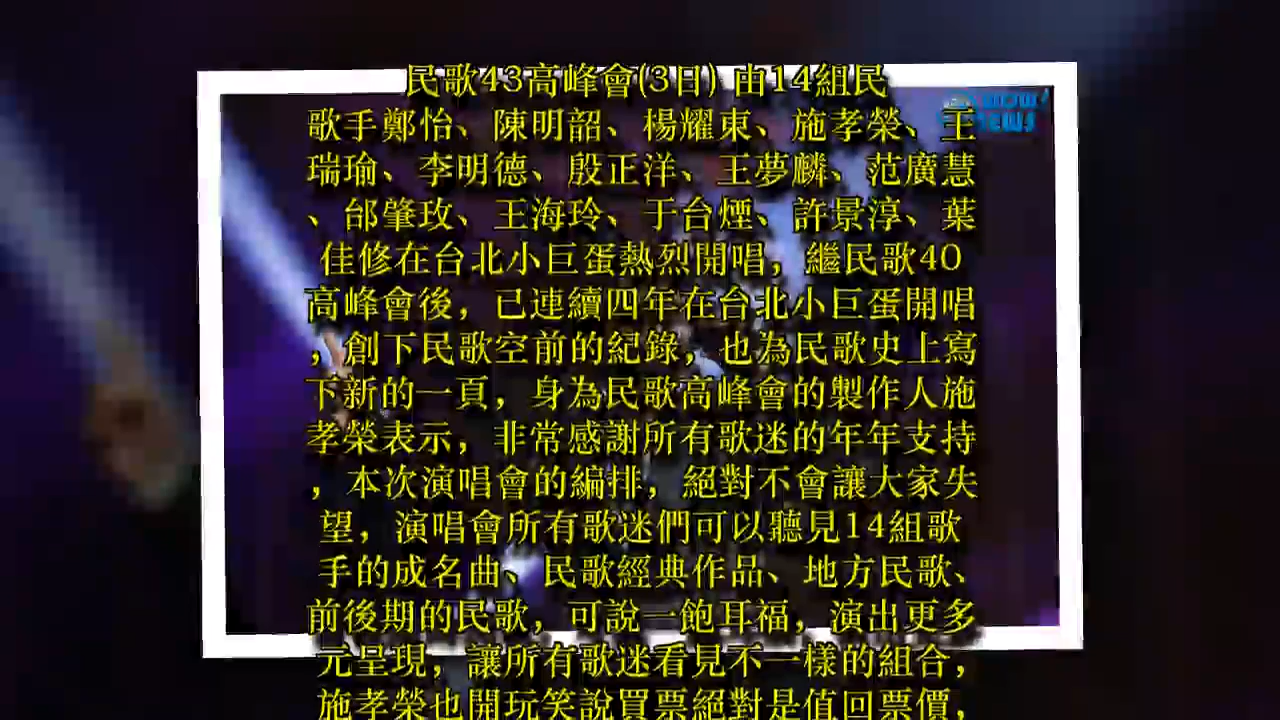 民歌43高峰會(3日) 由14組民
歌手鄭怡、陳明韶、楊耀東、施孝榮、王
瑞瑜、李明德、殷正洋、王夢麟、范廣慧
、邰肇玫、王海玲、于台煙、許景淳、葉
佳修在台北小巨蛋熱烈開唱，繼民歌40
高峰會後，已連續四年在台北小巨蛋開唱
，創下民歌空前的紀錄，也為民歌史上寫
下新的一頁，身為民歌高峰會的製作人施
孝榮表示，非常感謝所有歌迷的年年支持
，本次演唱會的編排，絕對不會讓大家失
望，演唱會所有歌迷們可以聽見14組歌
手的成名曲、民歌經典作品、地方民歌、
前後期的民歌，可說一飽耳福，演出更多
元呈現，讓所有歌迷看見不一樣的組合，
施孝榮也開玩笑說買票絕對是值回票價，
NEWS